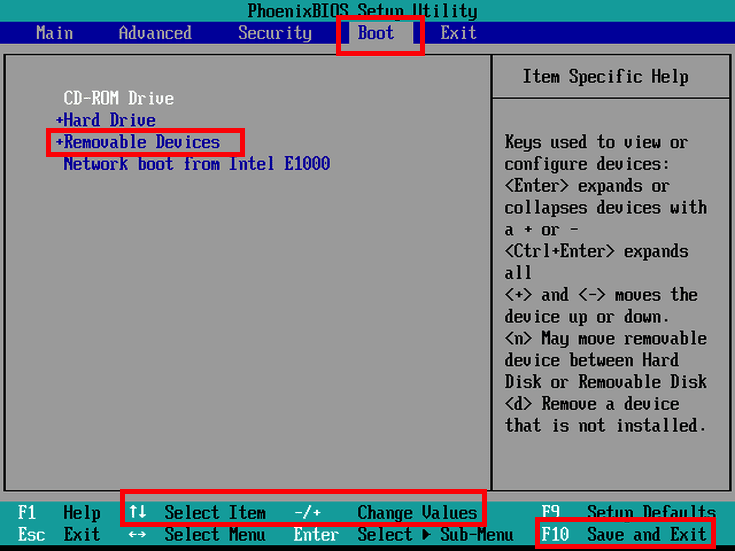 PhoenixBIOS Setup Utility
Main Advanced Security Boot Exit
CD-ROM Drive
+Hard Drive
+Removable Devices
Network boot from Intel E1000
Item Specific Help
Keys used to view or
configure devices:
<Enter> expands or
collapses devices with
a + or -
<Ctrl+Enter> expands
all
<+> and <-> moves the
device up or down.
<n> May move removable
device between Hard
Disk or Removable Disk
<d> Remove a device
that is not installed.
F1 Help ↑↓ Select Item -/+ Change Values F9 Setup Defaults
Esc Exit ↔ Select Menu Enter Select ▶ Sub-Menu F10 Save and Exit